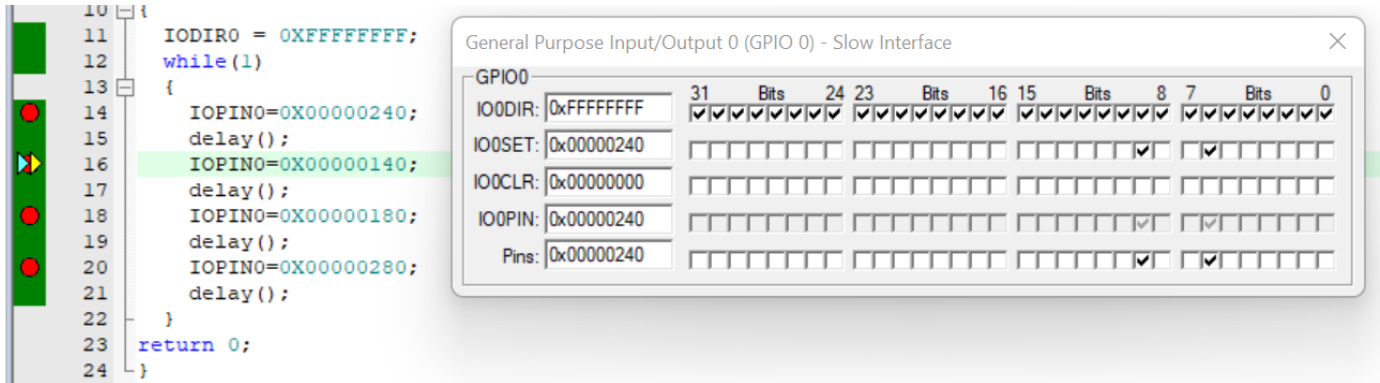 10 {
11 IODIR0 = 0XFFFFFFFF;
12 while(1)
13 {
14 IOPIN0=0X00000240;
15 delay();
16 IOPIN0=0X00000140;
17 delay();
18 IOPIN0=0X00000180;
19 delay();
20 IOPIN0=0X00000280;
21 delay();
22 }
23 return 0;
24 }
General Purpose Input/Output 0 (GPIO 0) - Slow Interface
GPIO0
31 Bits 24 23 Bits 16 15 Bits 8 7 Bits 0
IO0DIR: 0xFFFFFFFF
IO0SET: 0x00000240
IO0CLR: 0x00000000
IO0PIN: 0x00000240
Pins: 0x00000240